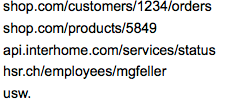 shop.com/customers/1234/orders
shop.com/products/5849
api.interhome.com/services/status
hsr.ch/employees/mgfeller
usw.